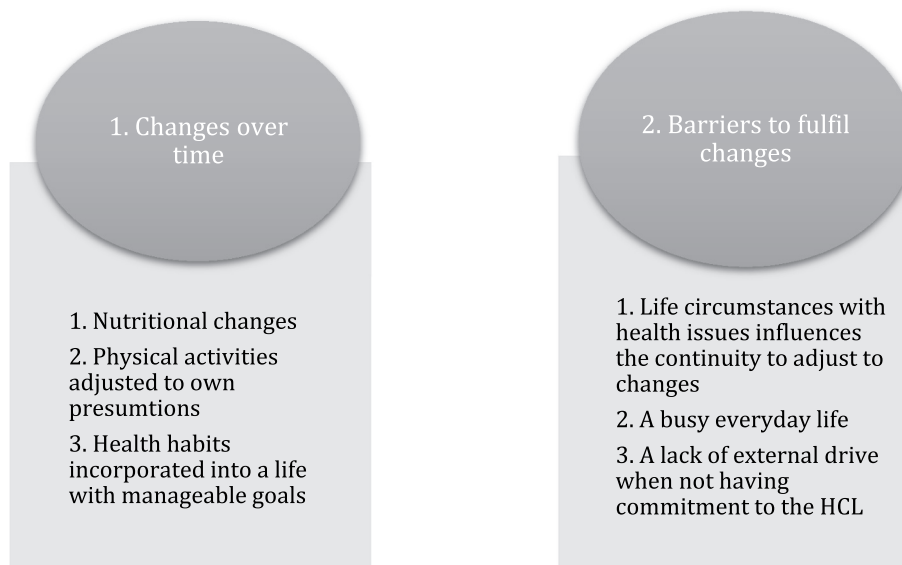 1. Changes over
time
1. Nutritional changes
2. Physical activities
adjusted to own
presumtions
3. Health habits
incorporated into a life
with manageable goals
2. Barriers to fulfil
changes
1. Life circumstances with
health issues influences
the continuity to adjust to
changes
2. A busy everyday life
3. A lack of external drive
when not having
commitment to the HCL